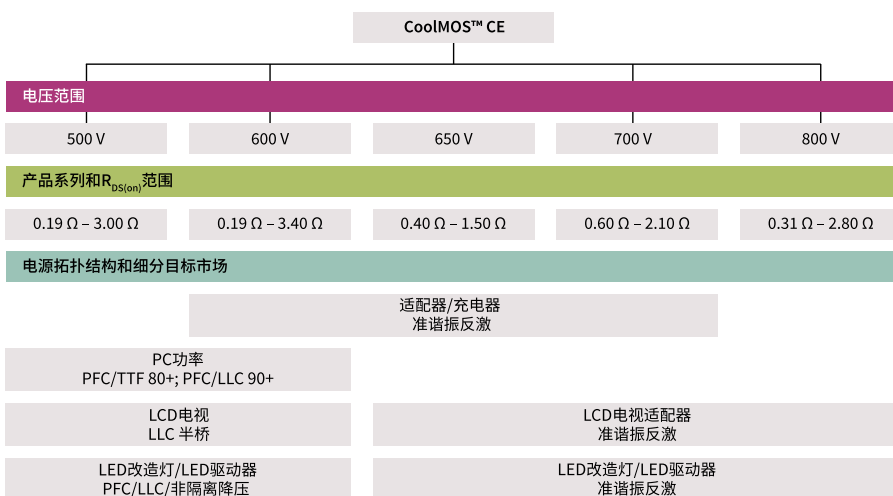 CoolMOS™ CE
电压范围
500 V
600 V
650 V
700 V
800 V
产品系列和RDS(on)范围
0.19 Ω – 3.00 Ω
0.19 Ω – 3.40 Ω
0.40 Ω – 1.50 Ω
0.60 Ω – 2.10 Ω
0.31 Ω – 2.80 Ω
电源拓扑结构和细分目标市场
适配器/充电器
准谐振反激
PC功率
PFC/TTF 80+; PFC/LLC 90+
LCD电视
LLC 半桥
LCD电视适配器
准谐振反激
LED改造灯/LED驱动器
PFC/LLC/非隔离降压
LED改造灯/LED驱动器
准谐振反激